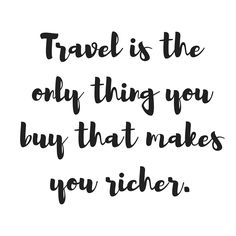 Travel is the
only thing you
buy that makes
you richer.